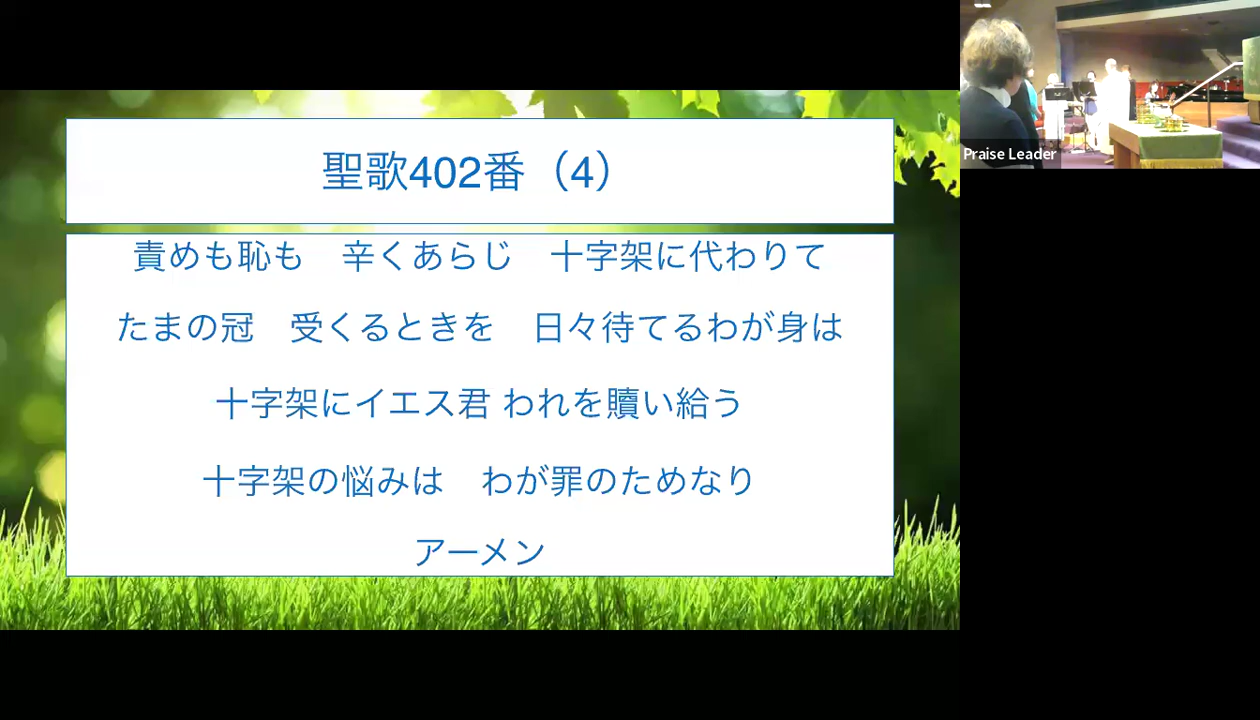 聖歌402番（4）
責めも恥も　辛くあらじ　十字架に代わりて
たまの冠　受くるときを　日々待てるわが身は
十字架にイエス君 われを贖い給う
十字架の悩みは　わが罪のためなり
アーメン
Praise Leader